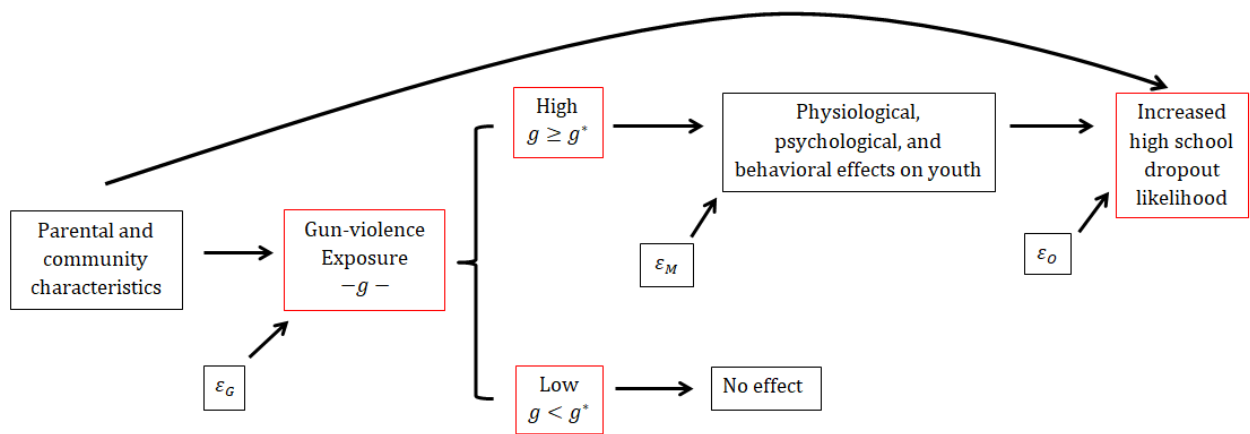 Parental and
community
characteristics
Gun-violence
Exposure
−g −
ε_G
High
g ≥ g*
Low
g < g*
Physiological,
psychological, and
behavioral effects on youth
ε_M
No effect
Increased
high school
dropout
likelihood
ε_O